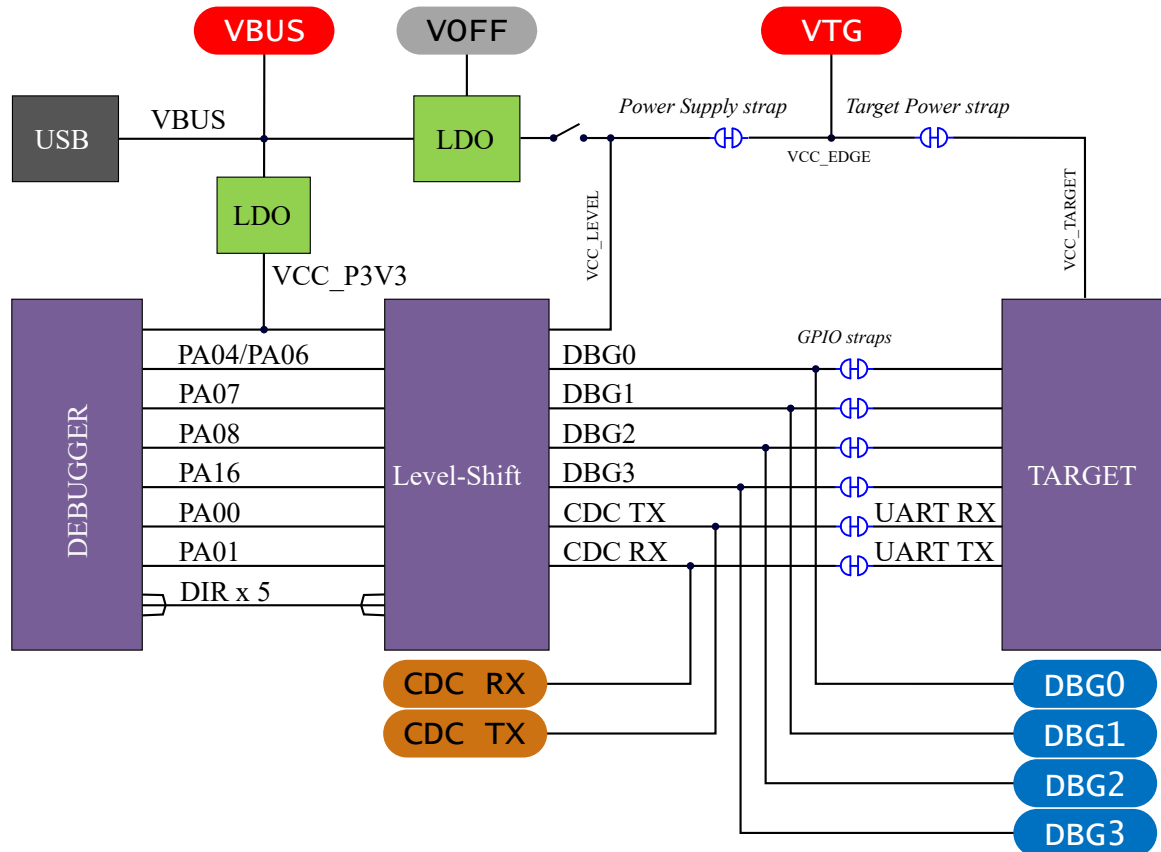 VBUS
VOFF
VTG
USB
VBUS
LDO
Power Supply strap
Target Power strap
VCC_EDGE
LDO
VCC_LEVEL
VCC_TARGET
VCC_P3V3
DEBUGGER
Level-Shift
TARGET
GPIO straps
PA04/PA06
DBG0
PA07
DBG1
PA08
DBG2
PA16
DBG3
PA00
CDC TX
UART RX
PA01
CDC RX
UART TX
DIR x 5
CDC RX
DBG0
CDC TX
DBG1
DBG2
DBG3